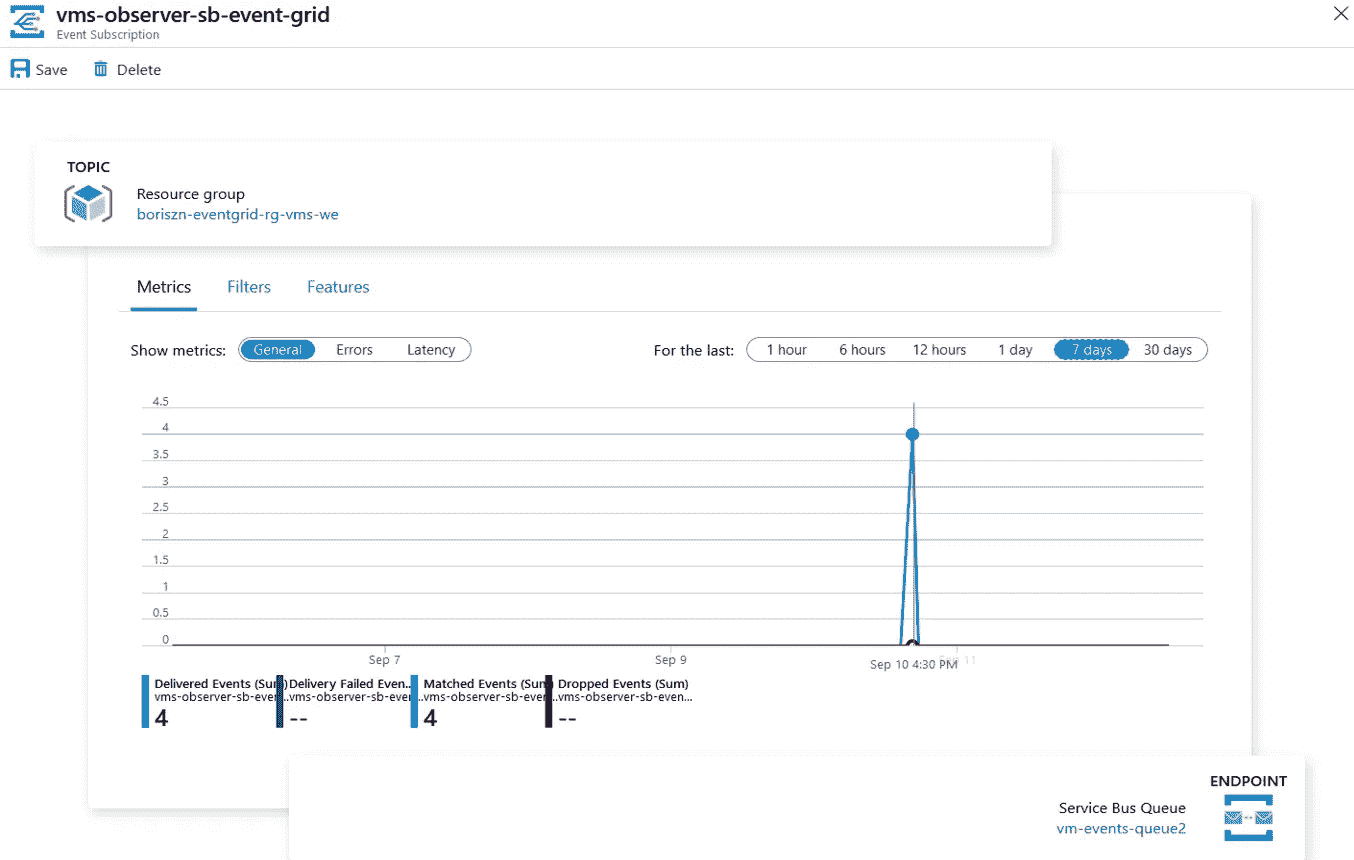 vms-observer-sb-event-grid
Event Subscription
Save Delete
TOPIC
Resource group
boriszn-eventgrid-rg-vms-we
Metrics Filters Features
Show metrics: General Errors Latency For the last: 1 hour 6 hours 12 hours 1 day 7 days 30 days
4.5
4
3.5
3
2.5
2
1.5
1
0.5
0
Sep 7 Sep 9 Sep 10 4:30 PM Sep 11
Delivered Events (Sum) Delivery Failed Even... Matched Events (Sum) Dropped Events (Sum)
vms-observer-sb-even... vms-observer-sb-even... vms-observer-sb-even... vms-observer-sb-even...
4 -- 4 --
ENDPOINT
Service Bus Queue
vm-events-queue2